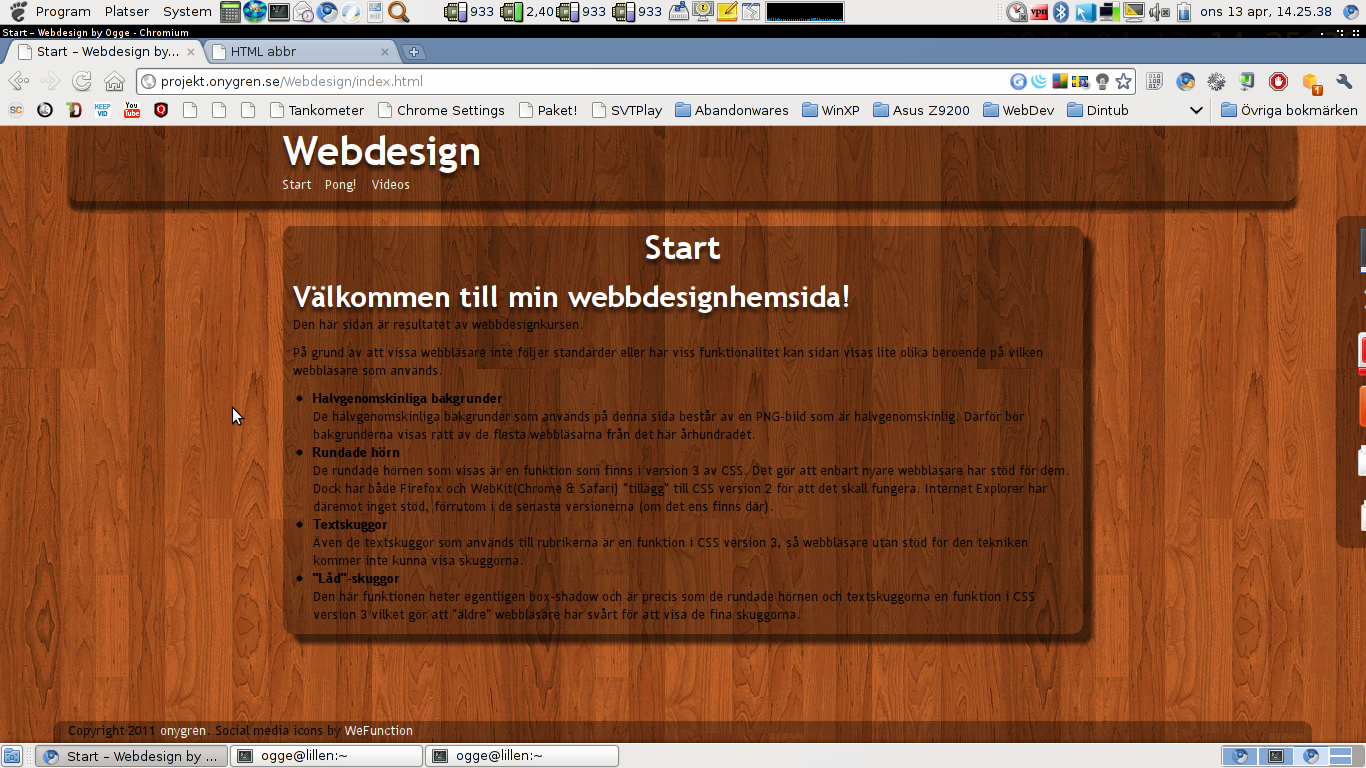 Program Platser System 933 2,40 933 933 vpn ons 13 apr, 14.25.38
Start – Webdesign by Ogge - Chromium
Start – Webdesign by... HTML abbr
projekt.onygren.se/Webdesign/index.html
SC KEEP VID You Tube Tankometer Chrome Settings Paket! SVTPlay Abandonwares WinXP Asus Z9200 WebDev Dintub Övriga bokmärken
Webdesign
Start Pong! Videos
Start
Välkommen till min webbdesignhemsida!
Den här sidan är resultatet av webbdesignkursen.
På grund av att vissa webbläsare inte följer standarder eller har viss funktionalitet kan sidan visas lite olika beroende på vilken
webbläsare som används.
• Halvgenomskinliga bakgrunder
De halvgenomskinliga bakgrunder som används på denna sida består av en PNG-bild som är halvgenomskinlig. Därför bör
bakgrunderna visas rätt av de flesta webbläsarna från det här århundradet.
• Rundade hörn
De rundade hörnen som visas är en funktion som finns i version 3 av CSS. Det gör att enbart nyare webbläsare har stöd för dem.
Dock har både Firefox och WebKit(Chrome & Safari) "tillägg" till CSS version 2 för att det skall fungera. Internet Explorer har
däremot inget stöd, förrutom i de senaste versionerna (om det ens finns där).
• Textskuggor
Även de textskuggor som används till rubrikerna är en funktion i CSS version 3, så webbläsare utan stöd för den tekniken
kommer inte kunna visa skuggorna.
• "Låd"-skuggor
Den här funktionen heter egentligen box-shadow och är precis som de rundade hörnen och textskuggorna en funktion i CSS
version 3 vilket gör att "äldre" webbläsare har svårt för att visa de fina skuggorna.
Copyright 2011 onygren. Social media icons by WeFunction
Start – Webdesign by ... ogge@lillen:~ ogge@lillen:~